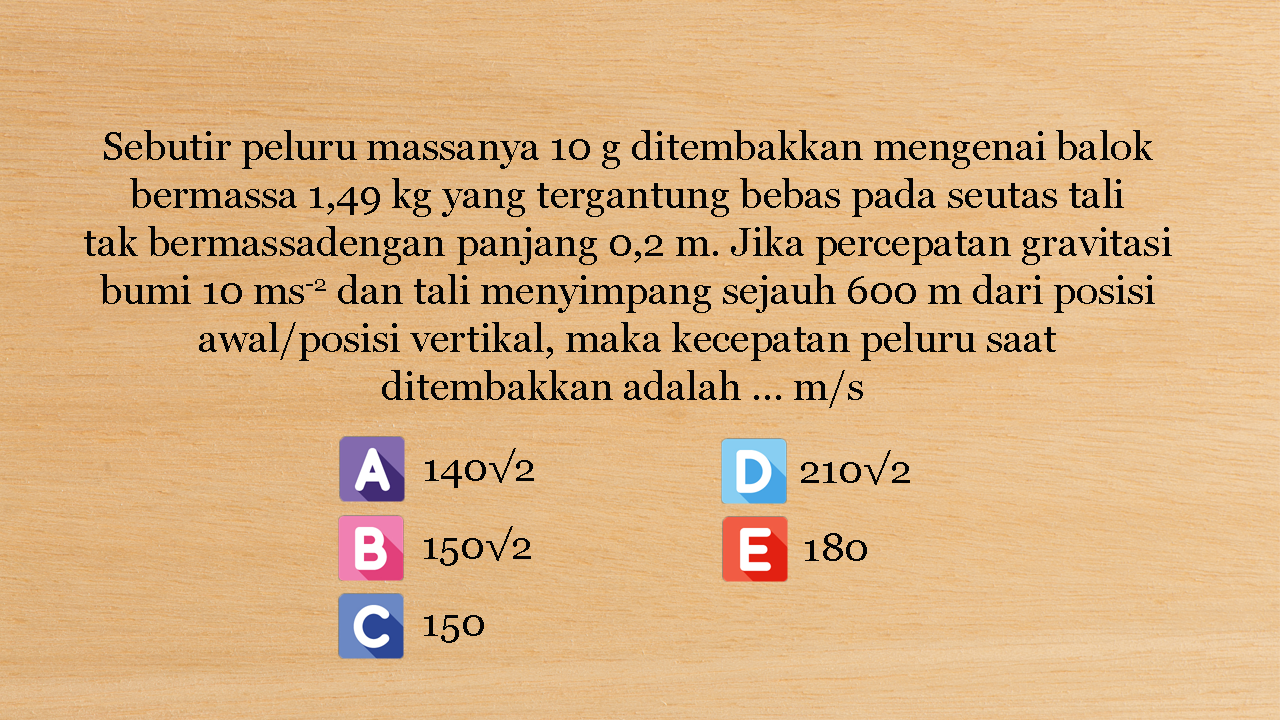 Sebutir peluru massanya 10 g ditembakkan mengenai balok
bermassa 1,49 kg yang tergantung bebas pada seutas tali
tak bermassadengan panjang 0,2 m. Jika percepatan gravitasi
bumi 10 ms⁻² dan tali menyimpang sejauh 600 m dari posisi
awal/posisi vertikal, maka kecepatan peluru saat
ditembakkan adalah ... m/s
A 140√2
B 150√2
C 150
D 210√2
E 180